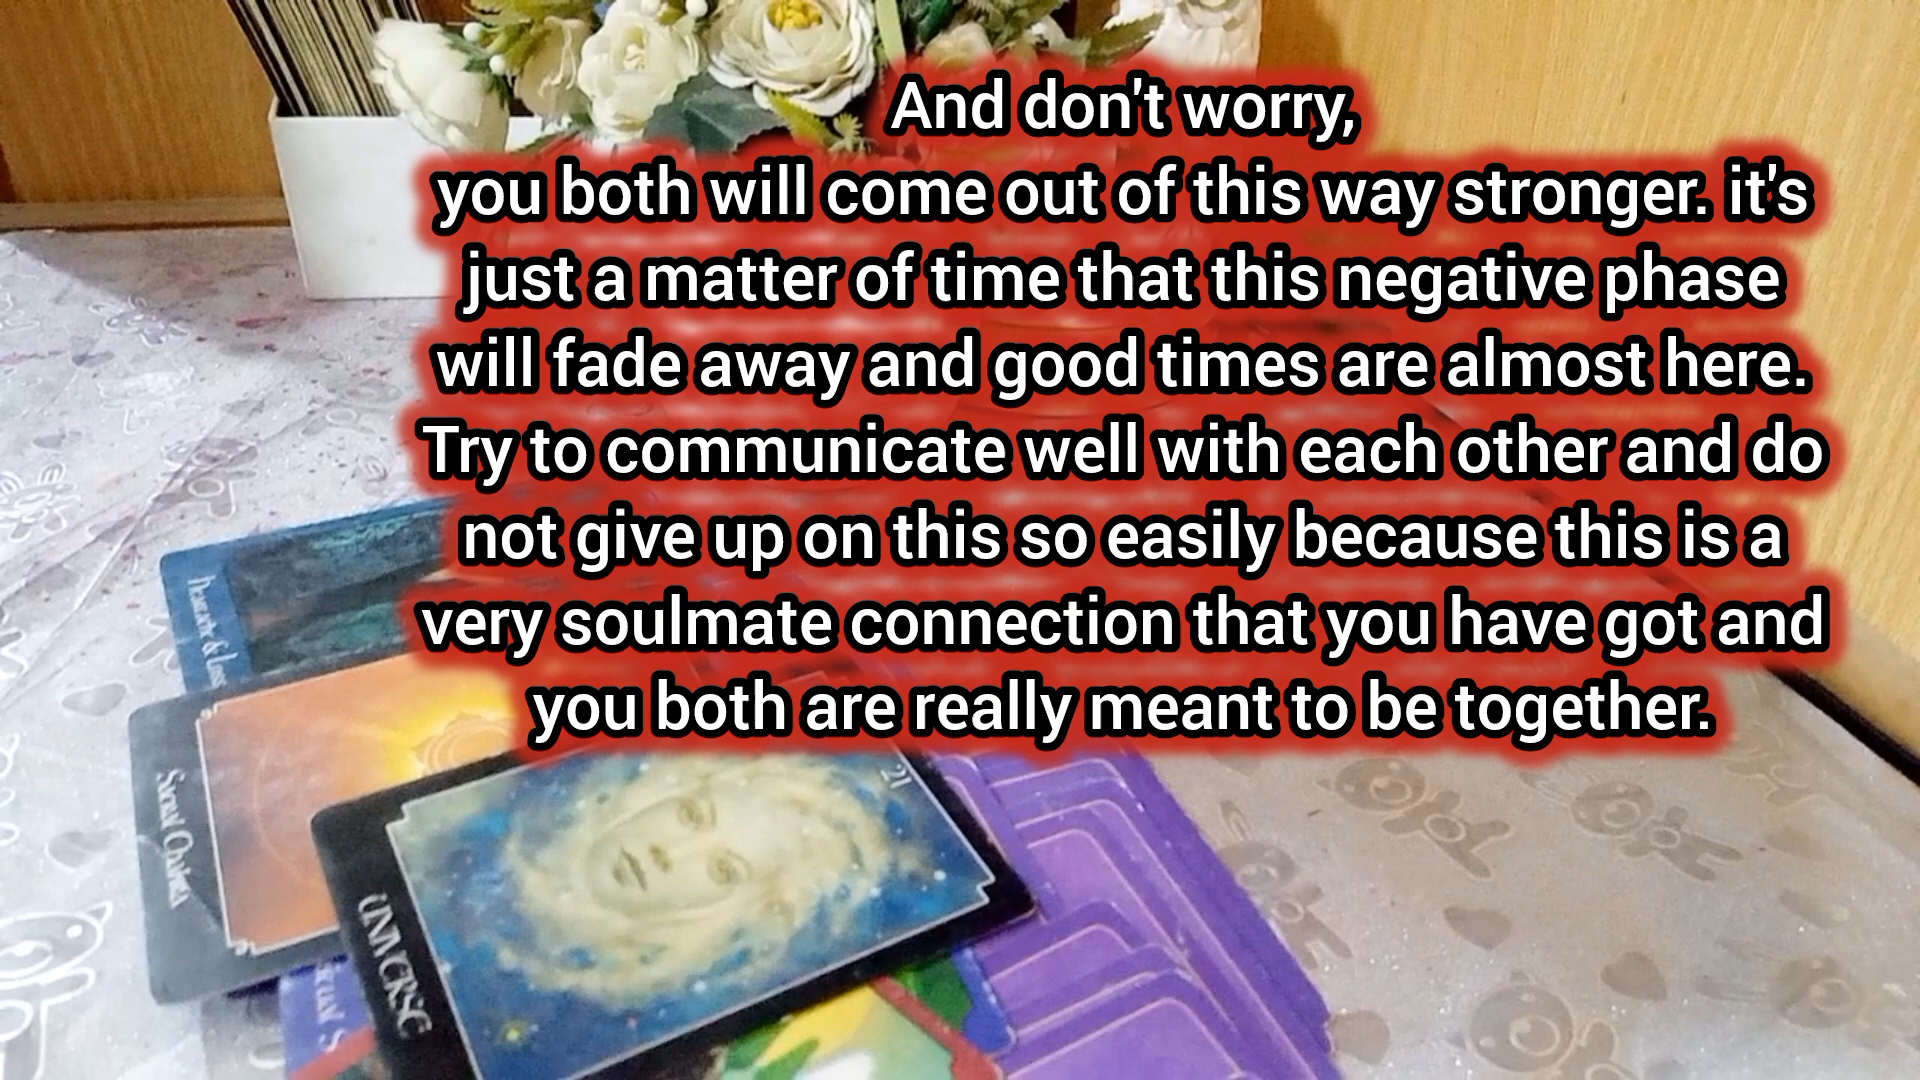 And don't worry,
you both will come out of this way stronger. it's
just a matter of time that this negative phase
will fade away and good times are almost here.
Try to communicate well with each other and do
not give up on this so easily because this is a
very soulmate connection that you have got and
you both are really meant to be together.
21
UNIVERSE